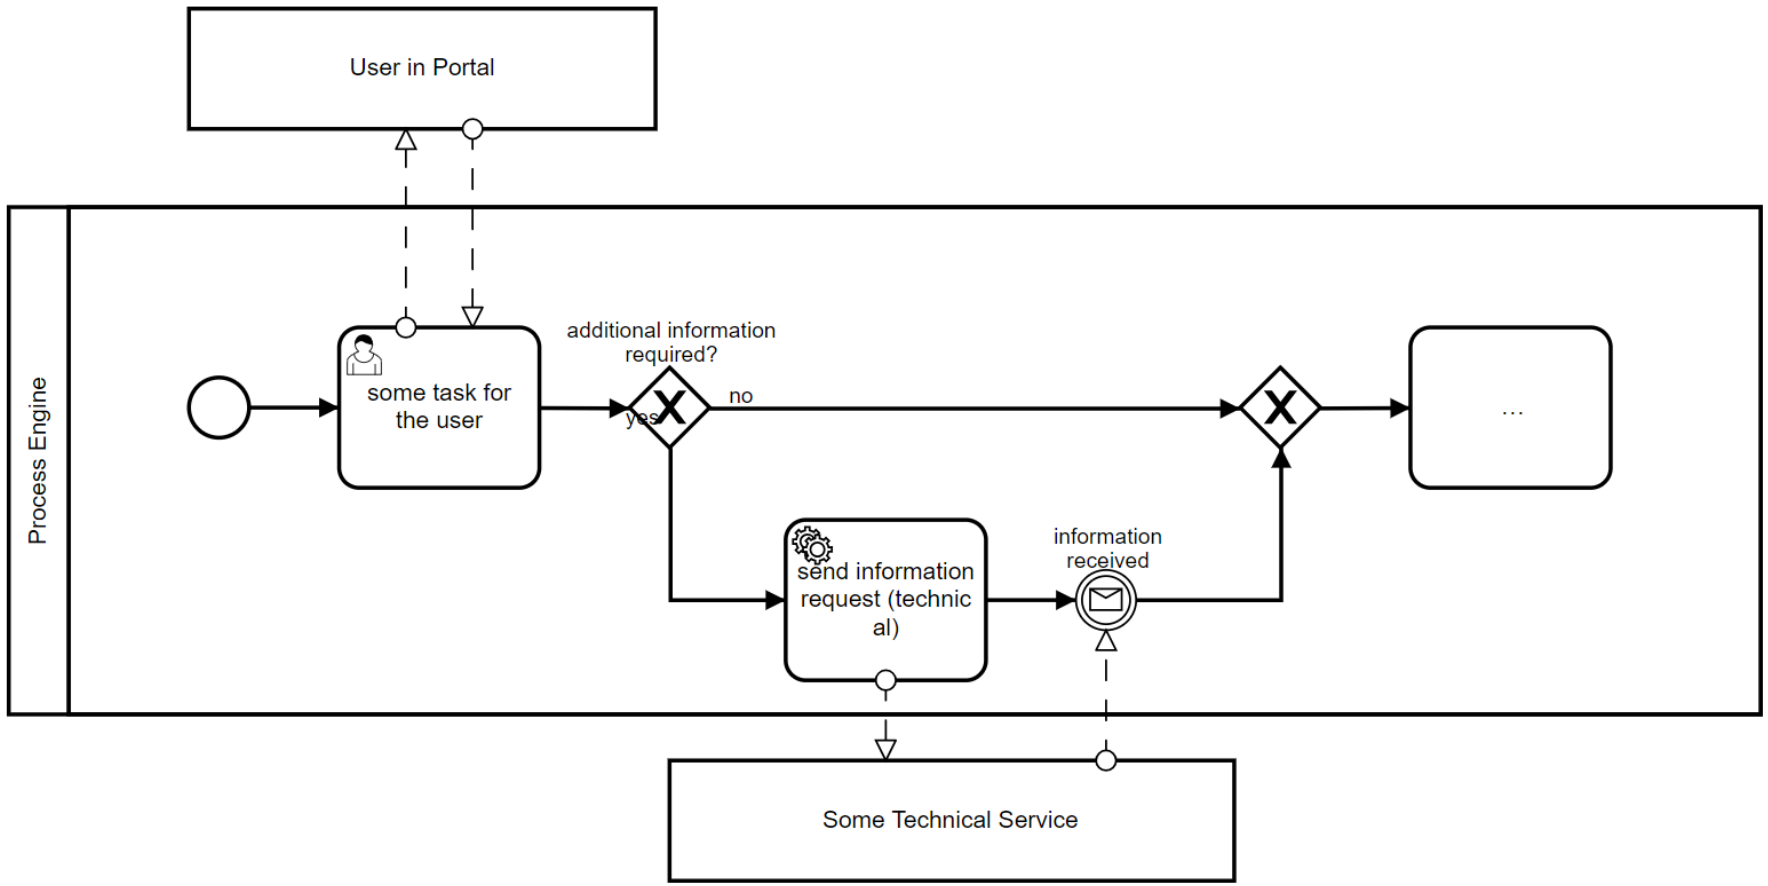 User in Portal
Process Engine
some task for
the user
additional information
required?
yes
no
...
send information
request (technic
al)
information
received
Some Technical Service